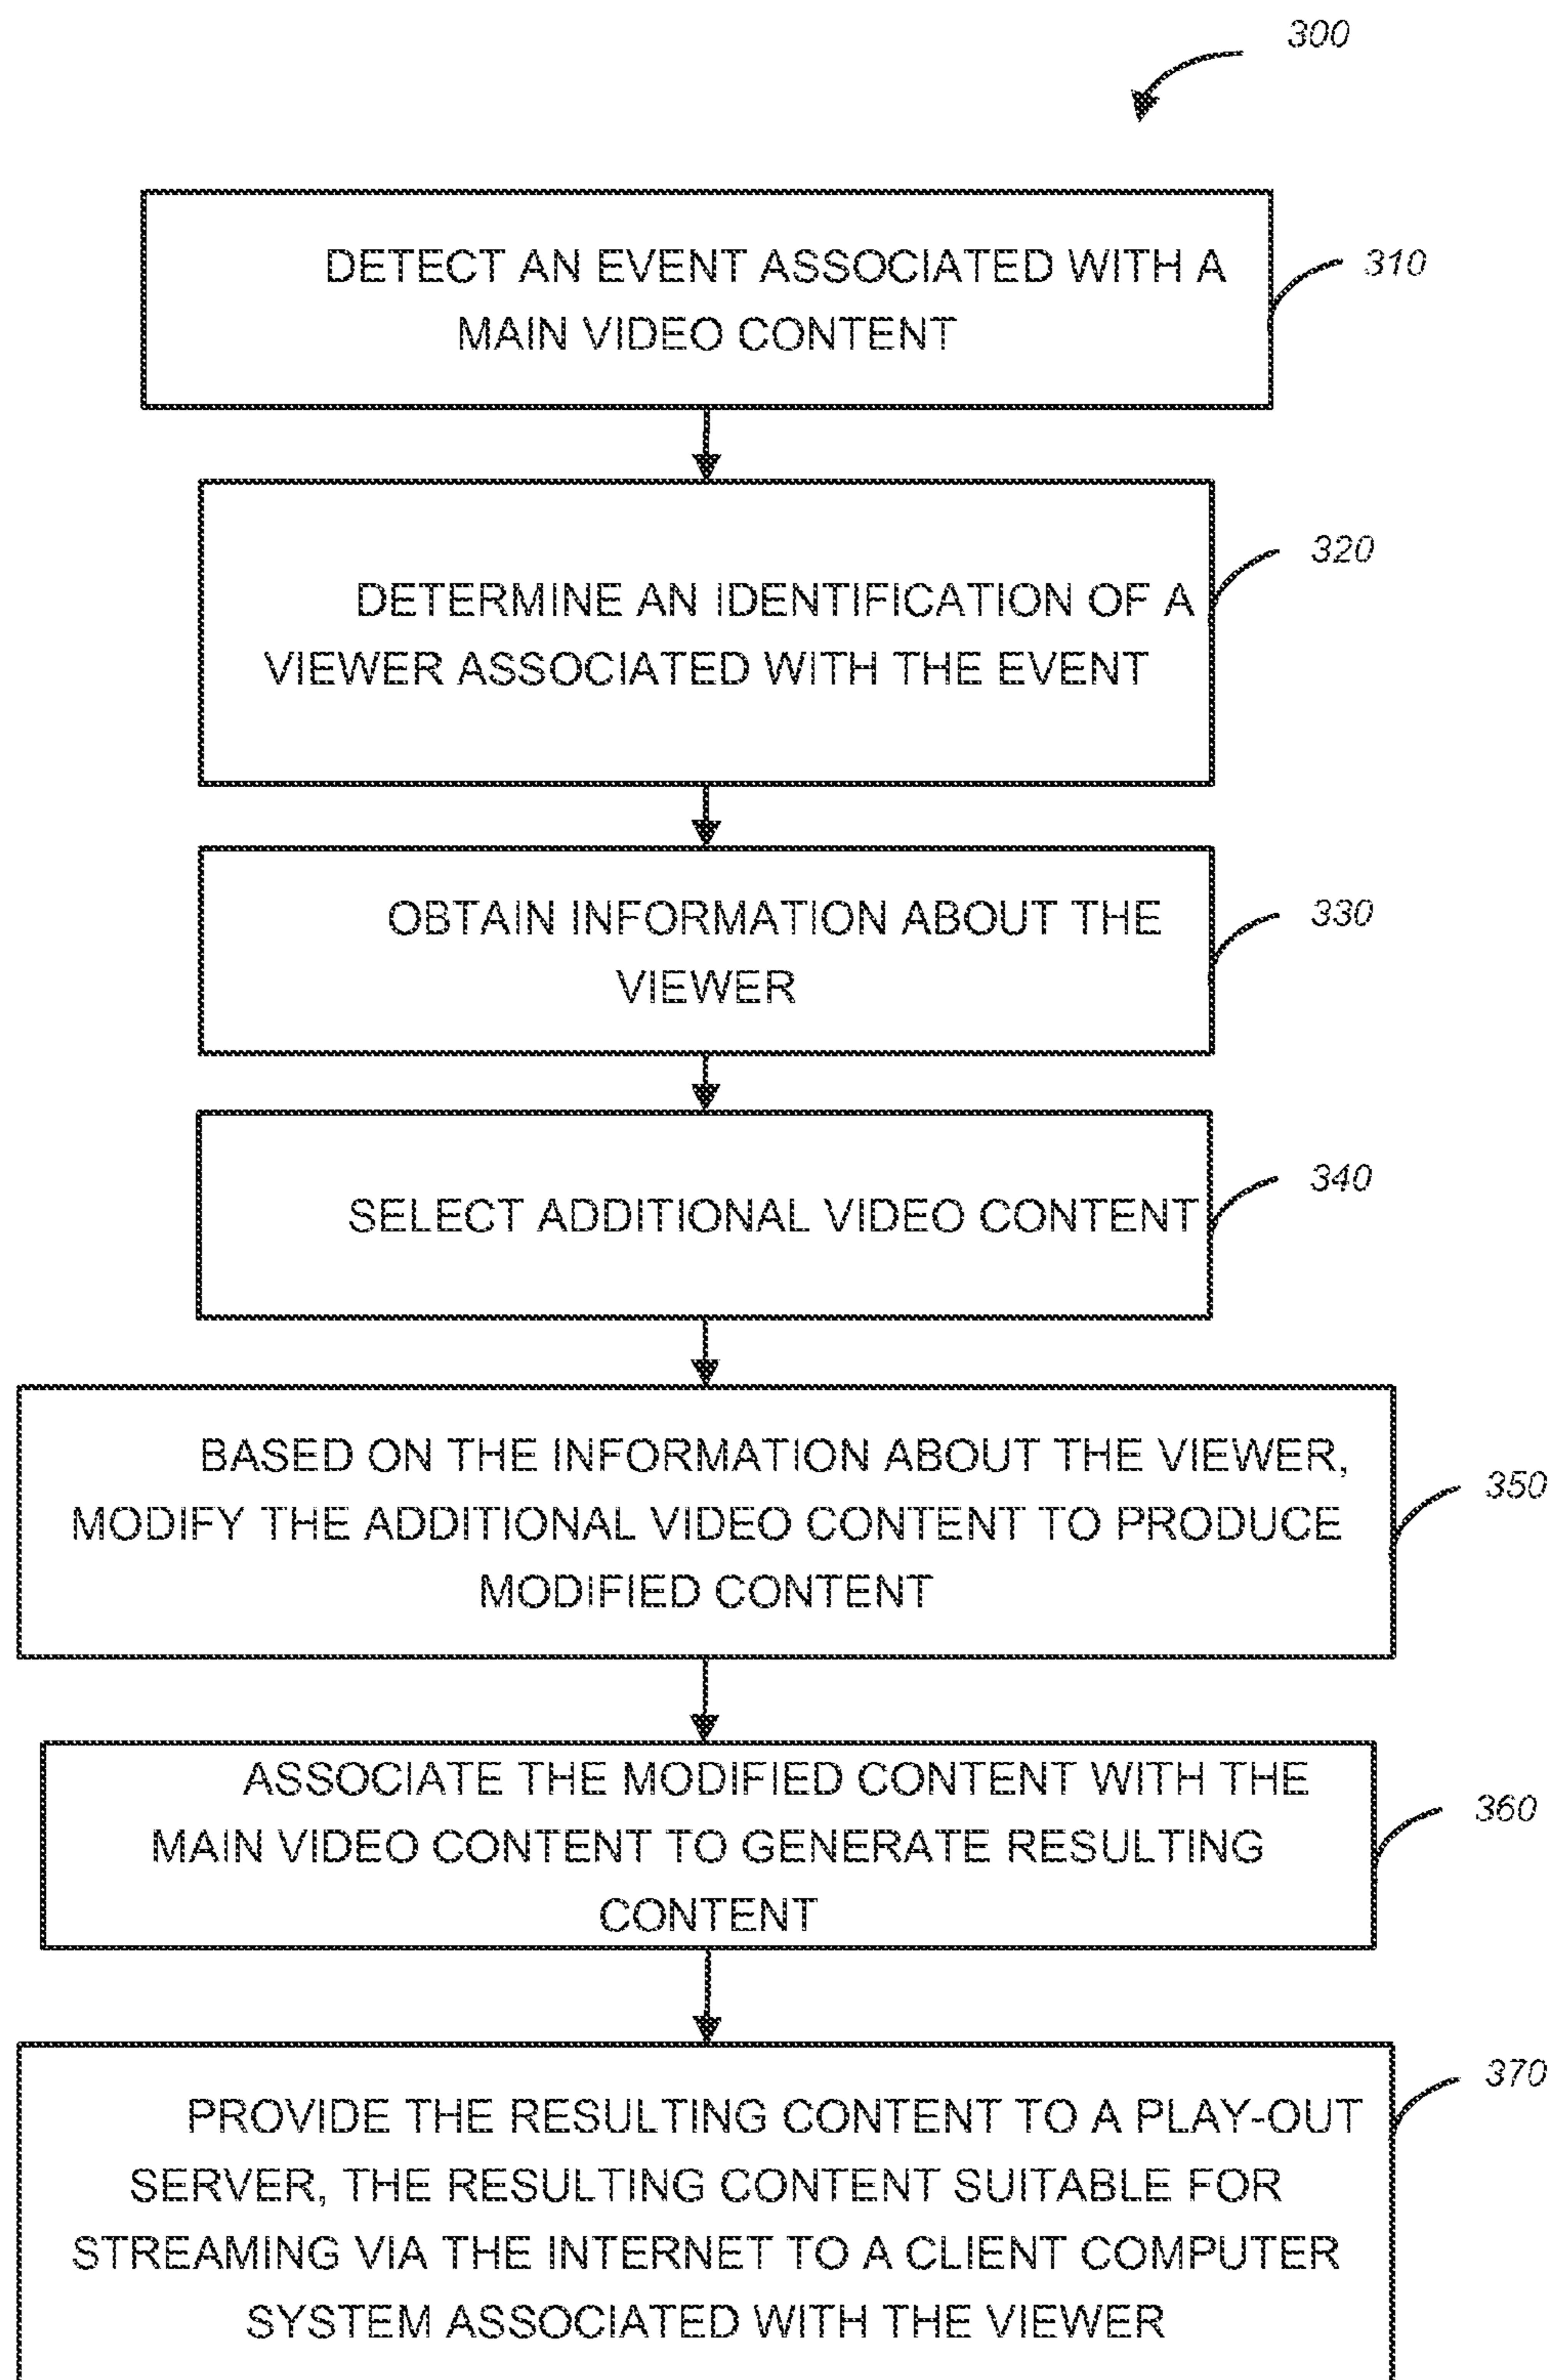 300
DETECT AN EVENT ASSOCIATED WITH A
MAIN VIDEO CONTENT
310
DETERMINE AN IDENTIFICATION OF A
VIEWER ASSOCIATED WITH THE EVENT
320
OBTAIN INFORMATION ABOUT THE
VIEWER
330
SELECT ADDITIONAL VIDEO CONTENT
340
BASED ON THE INFORMATION ABOUT THE VIEWER,
MODIFY THE ADDITIONAL VIDEO CONTENT TO PRODUCE
MODIFIED CONTENT
350
ASSOCIATE THE MODIFIED CONTENT WITH THE
MAIN VIDEO CONTENT TO GENERATE RESULTING
CONTENT
360
PROVIDE THE RESULTING CONTENT TO A PLAY-OUT
SERVER, THE RESULTING CONTENT SUITABLE FOR
STREAMING VIA THE INTERNET TO A CLIENT COMPUTER
SYSTEM ASSOCIATED WITH THE VIEWER
370